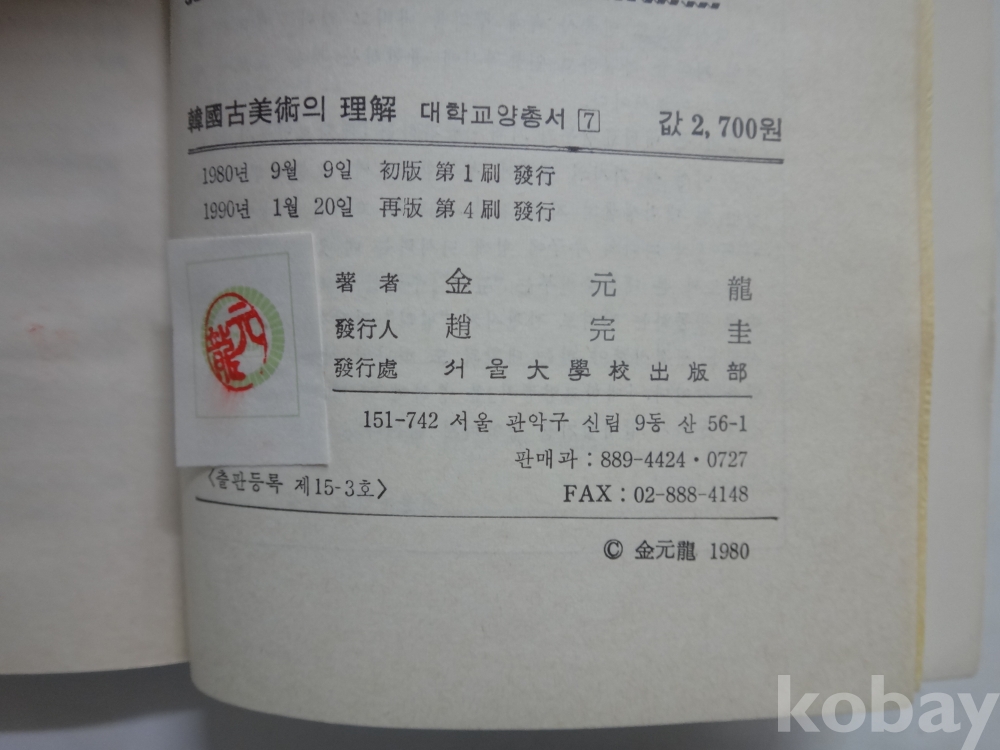 韓國古美術의 理解 대학교양총서 7 값 2,700원
1980년 9월 9일 初版 第1刷 發行
1990년 1월 20일 再版 第4刷 發行
著者 金元龍
發行人 趙完圭
發行處 서울大學校出版部
151-742 서울 관악구 신림 9동 산 56-1
판매과 : 889-4424·0727
〈출판등록 제15-3호〉 FAX : 02-888-4148
© 金元龍 1980
元龍
kobay